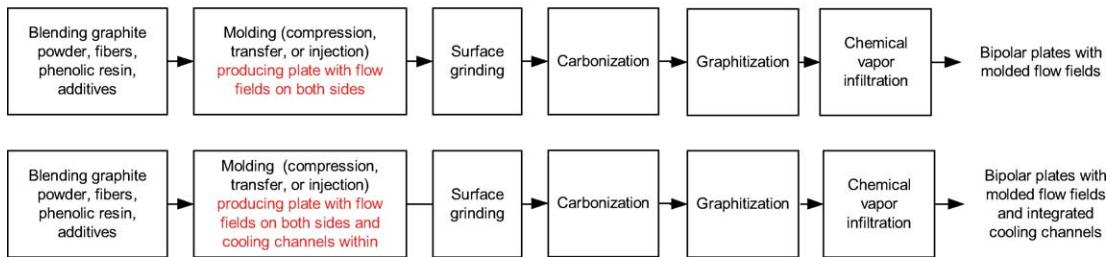 Blending graphite
powder, fibers,
phenolic resin,
additives
Molding (compression,
transfer, or injection)
producing plate with flow
fields on both sides
Surface
grinding
Carbonization
Graphitization
Chemical
vapor
infiltration
Bipolar plates with
molded flow fields
Blending graphite
powder, fibers,
phenolic resin,
additives
Molding (compression,
transfer, or injection)
producing plate with flow
fields on both sides and
cooling channels within
Surface
grinding
Carbonization
Graphitization
Chemical
vapor
infiltration
Bipolar plates with
molded flow fields
and integrated
cooling channels